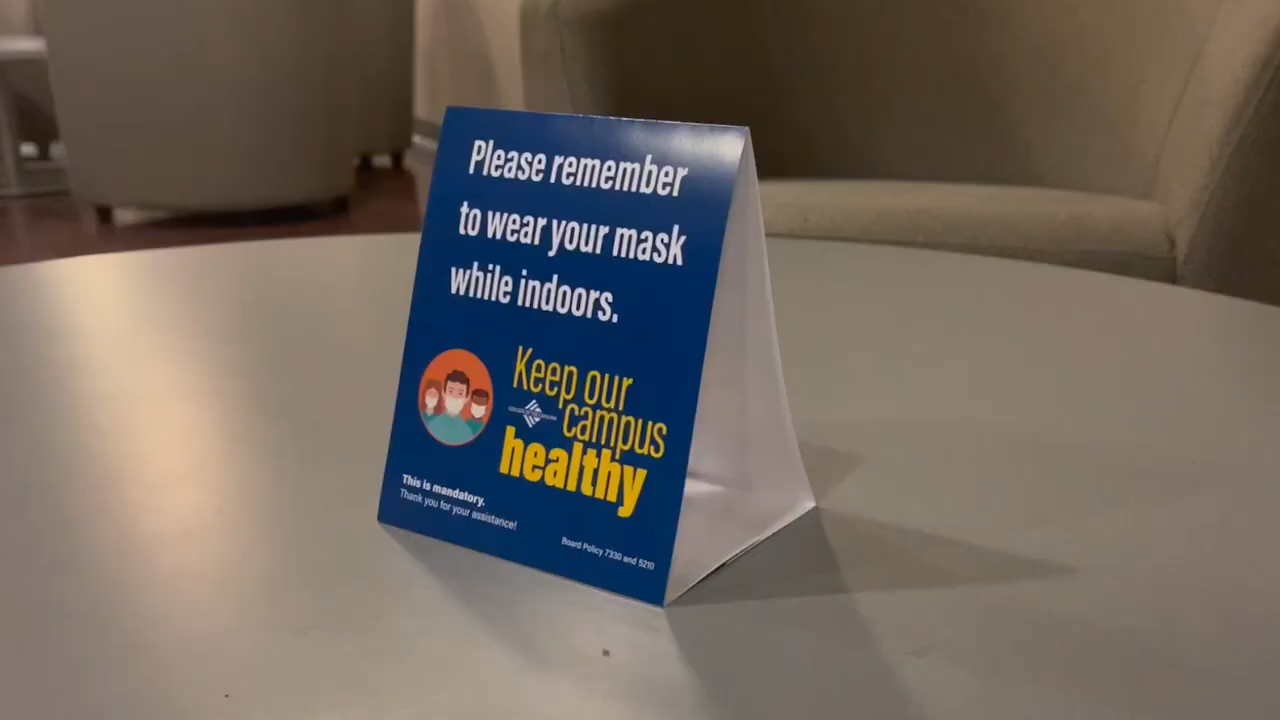 Please remember
to wear your mask
while indoors.
Keep our
campus
healthy
This is mandatory.
Thank you for your assistance!
Board Policy 7330 and 5210